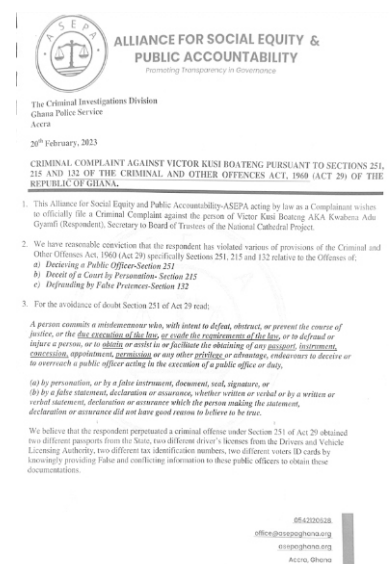 ASEPA
ALLIANCE FOR SOCIAL EQUITY &
PUBLIC ACCOUNTABILITY
Promoting Transparency in Governance
The Criminal Investigations Division
Ghana Police Service
Accra
20th February, 2023
CRIMINAL COMPLAINT AGAINST VICTOR KUSI BOATENG PURSUANT TO SECTIONS 251,
215 AND 132 OF THE CRIMINAL AND OTHER OFFENCES ACT, 1960 (ACT 29) OF THE
REPUBLIC OF GHANA.
1. This Alliance for Social Equity and Public Accountability-ASEPA acting by law as a Complainant wishes
to officially file a Criminal Complaint against the person of Victor Kusi Boateng AKA Kwabena Adu
Gyamfi (Respondent), Secretary to Board of Trustees of the National Cathedral Project.
2. We have reasonable conviction that the respondent has violated various of provisions of the Criminal and
Other Offenses Act, 1960 (Act 29) specifically Sections 251, 215 and 132 relative to the Offenses of;
a) Decieving a Public Officer-Section 251
b) Deceit of a Court by Personation- Section 215
c) Defrauding by False Pretences-Section 132
3. For the avoidance of doubt Section 251 of Act 29 read;
A person commits a misdemeanour who, with intent to defeat, obstruct, or prevent the course of
justice, or the due execution of the law, or evade the requirements of the law, or to defraud or
injure a person, or to obtain or assist in or facilitate the obtaining of any passport, instrument,
concession, appointment, permission or any other privilege or advantage, endeavours to deceive or
to overreach a public officer acting in the execution of a public office or duty,
(a) by personation, or by a false instrument, document, seal, signature, or
(b) by a false statement, declaration or assurance, whether written or verbal or by a written or
verbal statement, declaration or assurance which the person making the statement,
declaration or assurance did not have good reason to believe to be true.
We believe that the respondent perpetuated a criminal offense under Section 251 of Act 29 obtained
two different passports from the State, two different driver's licenses from the Drivers and Vehicle
Licensing Authority, two different tax identification numbers, two different voters ID cards by
knowingly providing False and conflicting information to these public officers to obtain these
documentations.
0542120628
office@asepaghana.org
asepaghana.org
Accra, Ghana